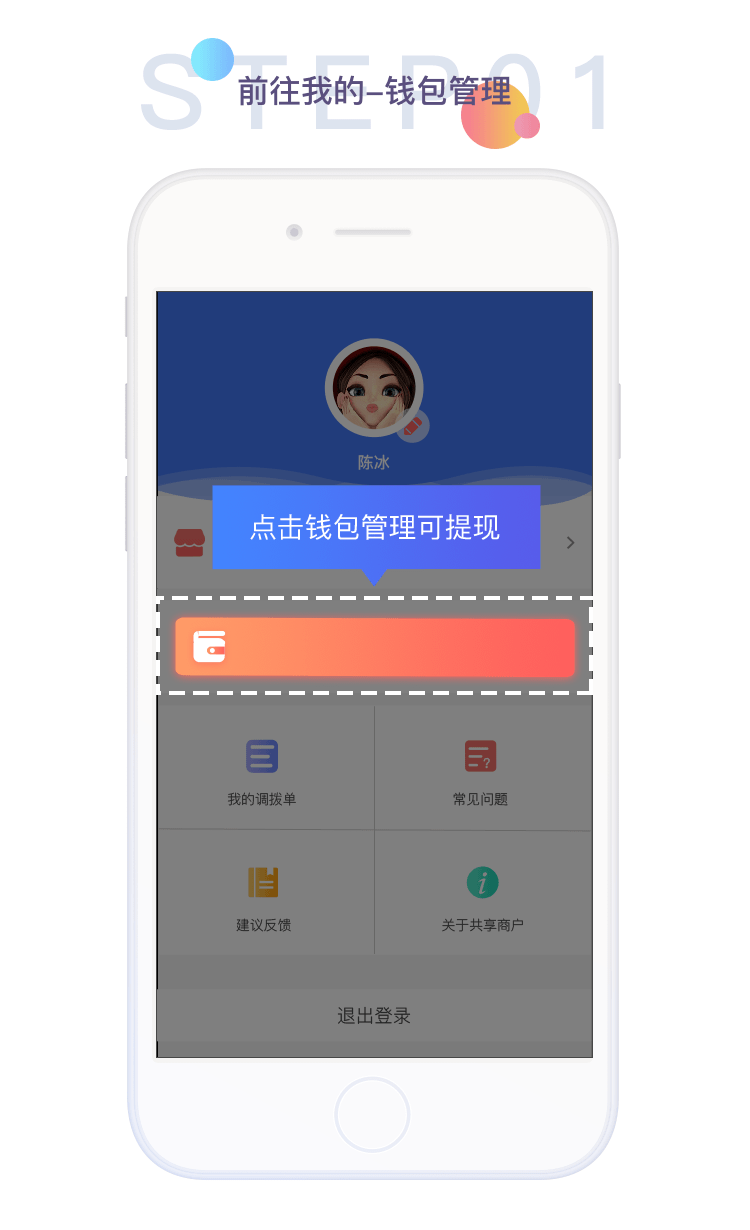 STEP01
前往我的–钱包管理
陈冰
点击钱包管理可提现
我的调拨单
常见问题
建议反馈
关于共享商户
退出登录